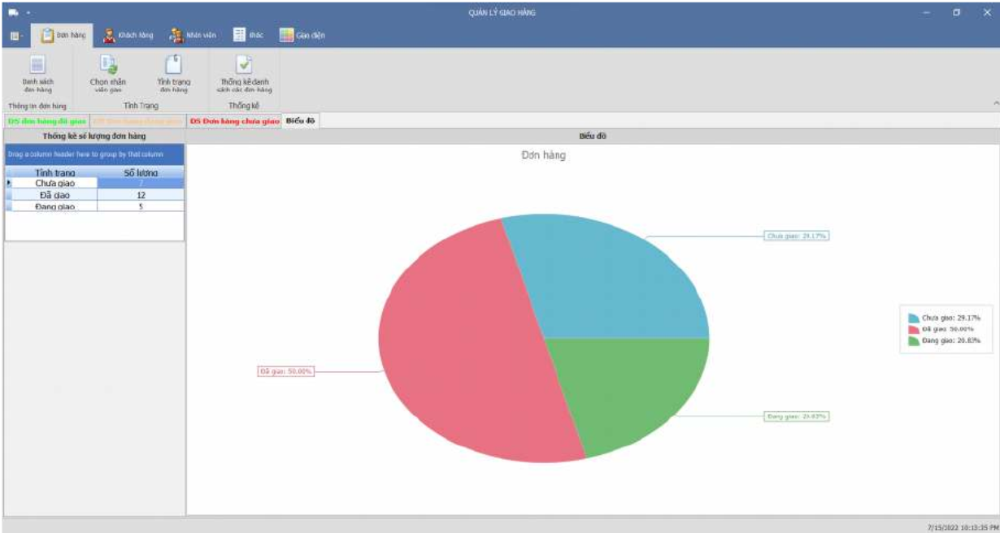 QUẢN LÝ GIAO HÀNG
Đơn hàng Khách hàng Nhân viên Khác Giao diện
Danh sách đơn hàng
Chọn nhân viên giao
Tình trạng đơn hàng
Thống kê danh sách các đơn hàng
Thông tin đơn hàng Tình Trạng Thống kê
DS đơn hàng đã giao DS Đơn hàng đang giao DS Đơn hàng chưa giao Biểu đồ
Thống kê số lượng đơn hàng Biểu đồ
Drag a column header here to group by that column
Tình trạng Số lượng
Chưa giao 7
Đã giao 12
Đang giao 5
Đơn hàng
Chưa giao: 29.17%
Đã giao: 50.00%
Đang giao: 20.83%
Chưa giao: 29.17%
Đã giao: 50.00%
Đang giao: 20.83%
7/15/2022 10:13:35 PM